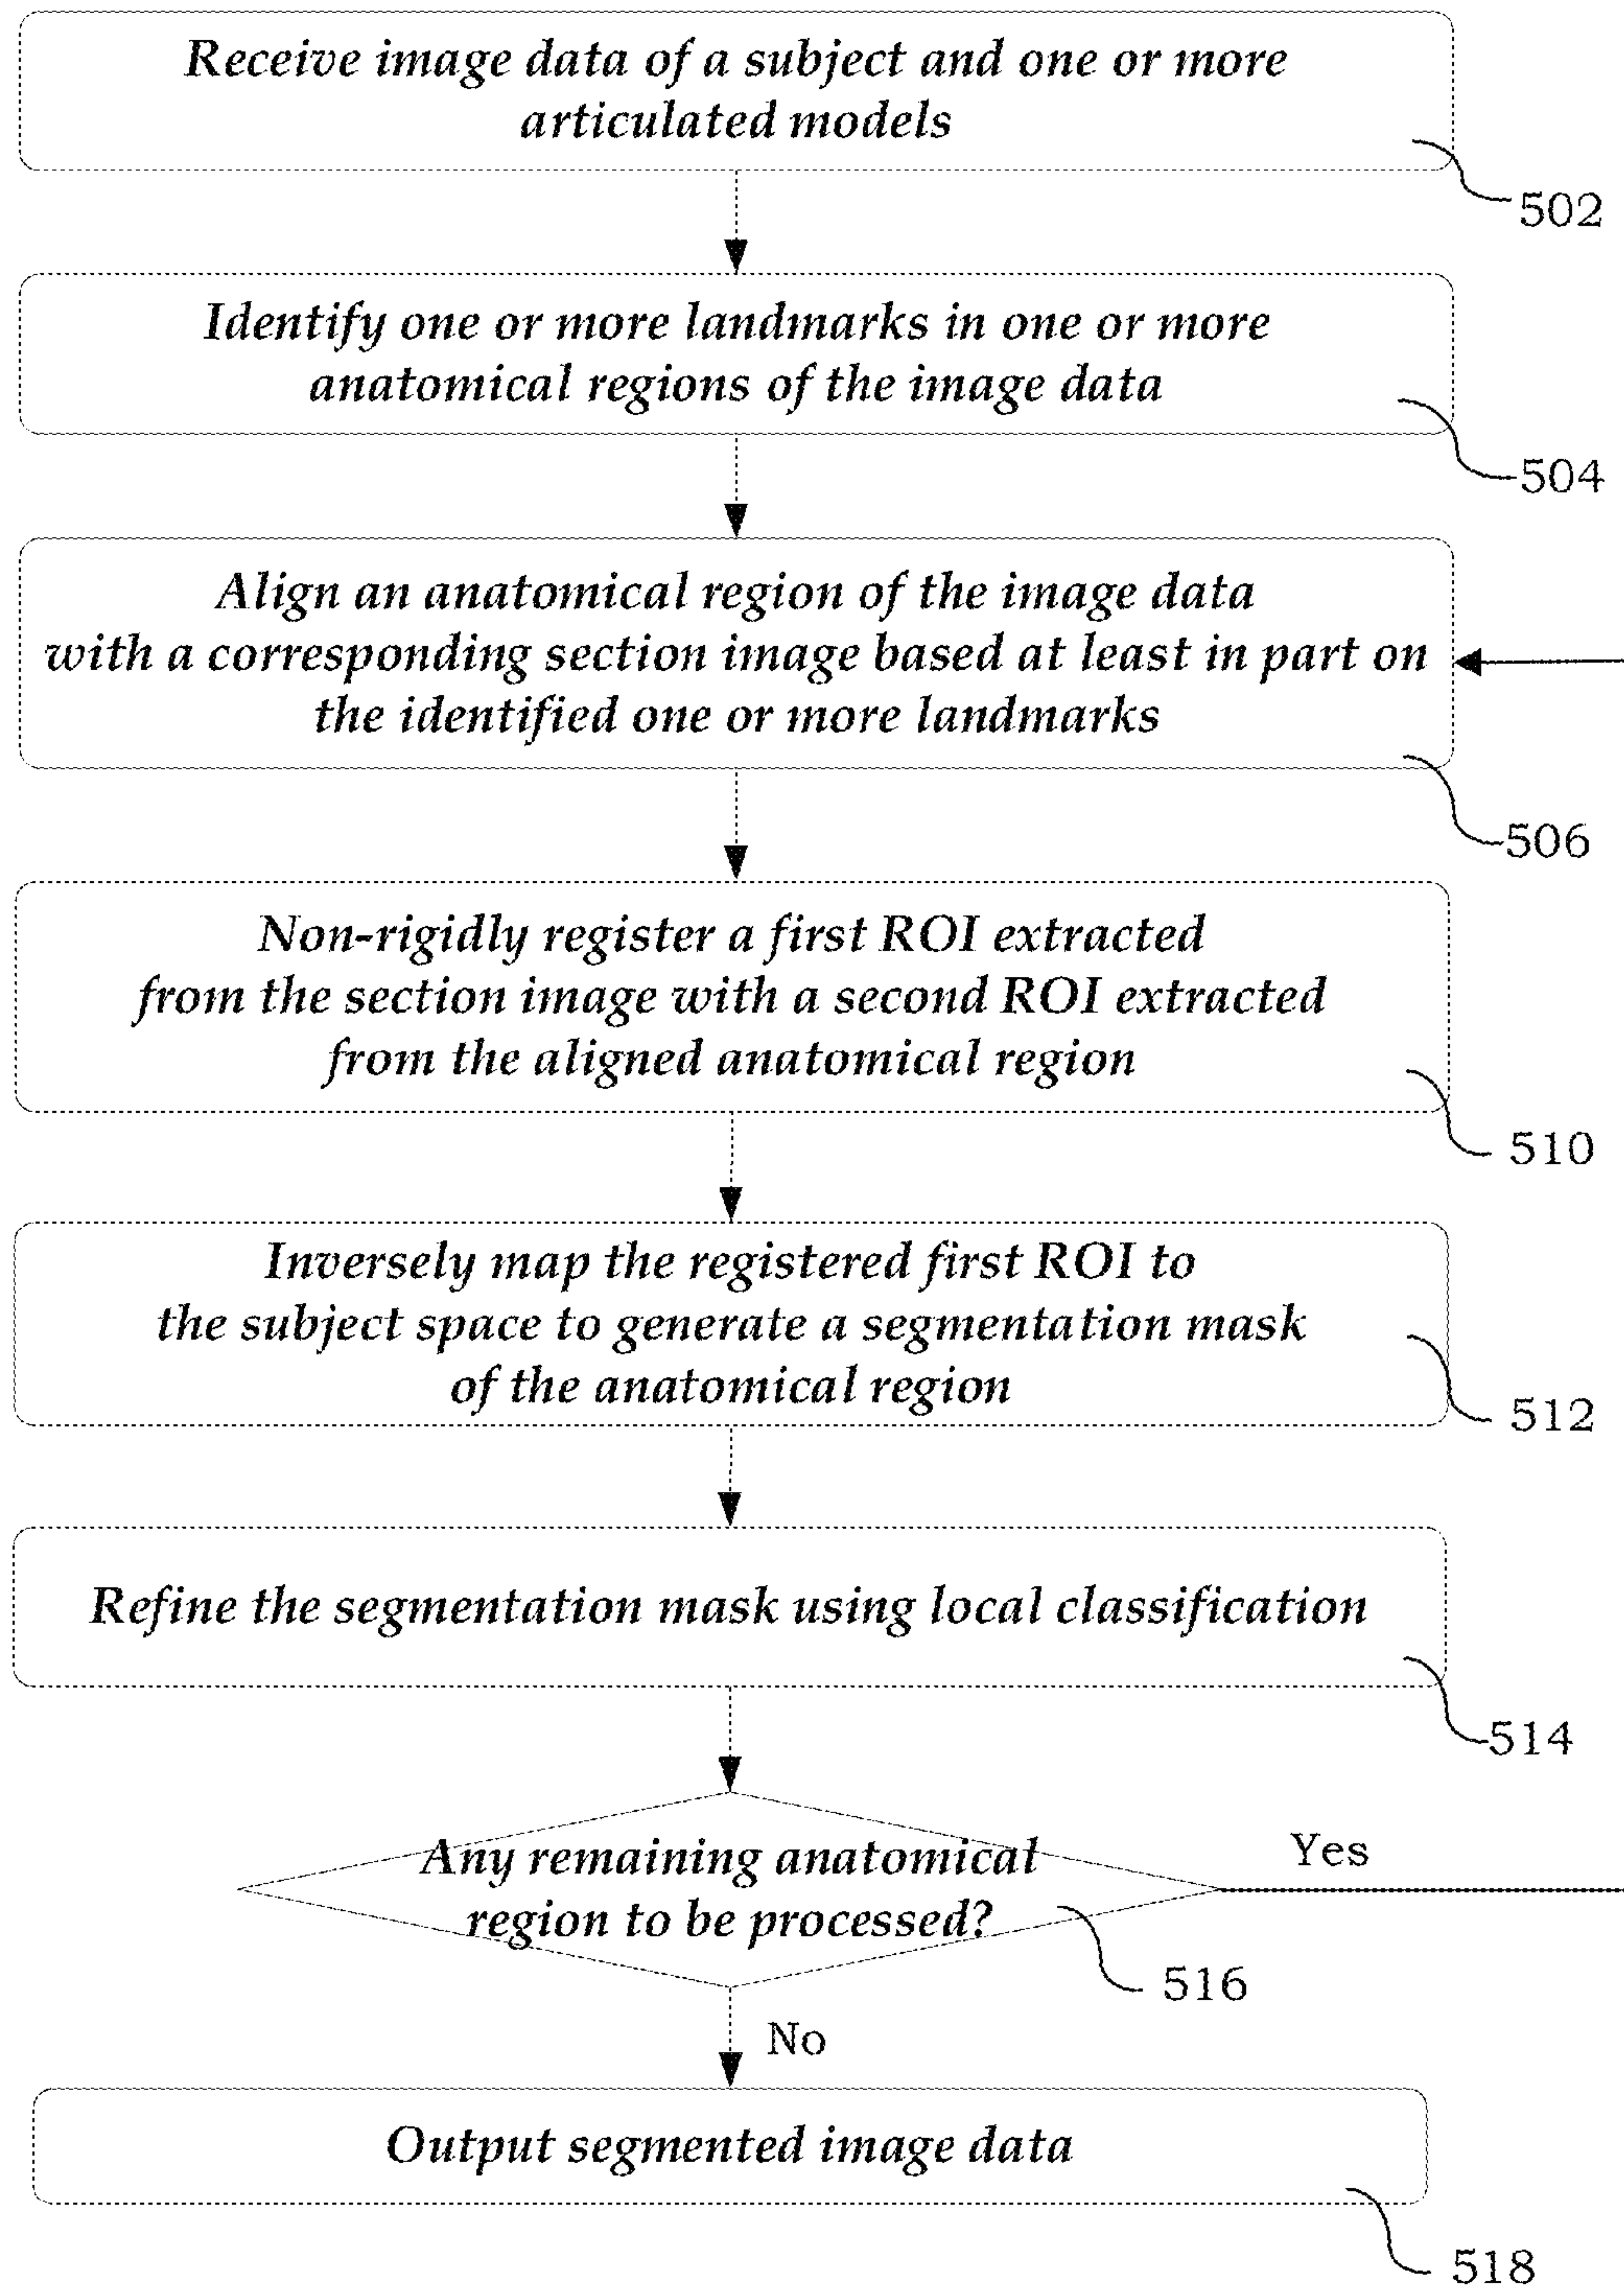 Receive image data of a subject and one or more
articulated models
502
Identify one or more landmarks in one or more
anatomical regions of the image data
504
Align an anatomical region of the image data
with a corresponding section image based at least in part on
the identified one or more landmarks
506
Non-rigidly register a first ROI extracted
from the section image with a second ROI extracted
from the aligned anatomical region
510
Inversely map the registered first ROI to
the subject space to generate a segmentation mask
of the anatomical region
512
Refine the segmentation mask using local classification
514
Any remaining anatomical
region to be processed?
Yes
516
No
Output segmented image data
518